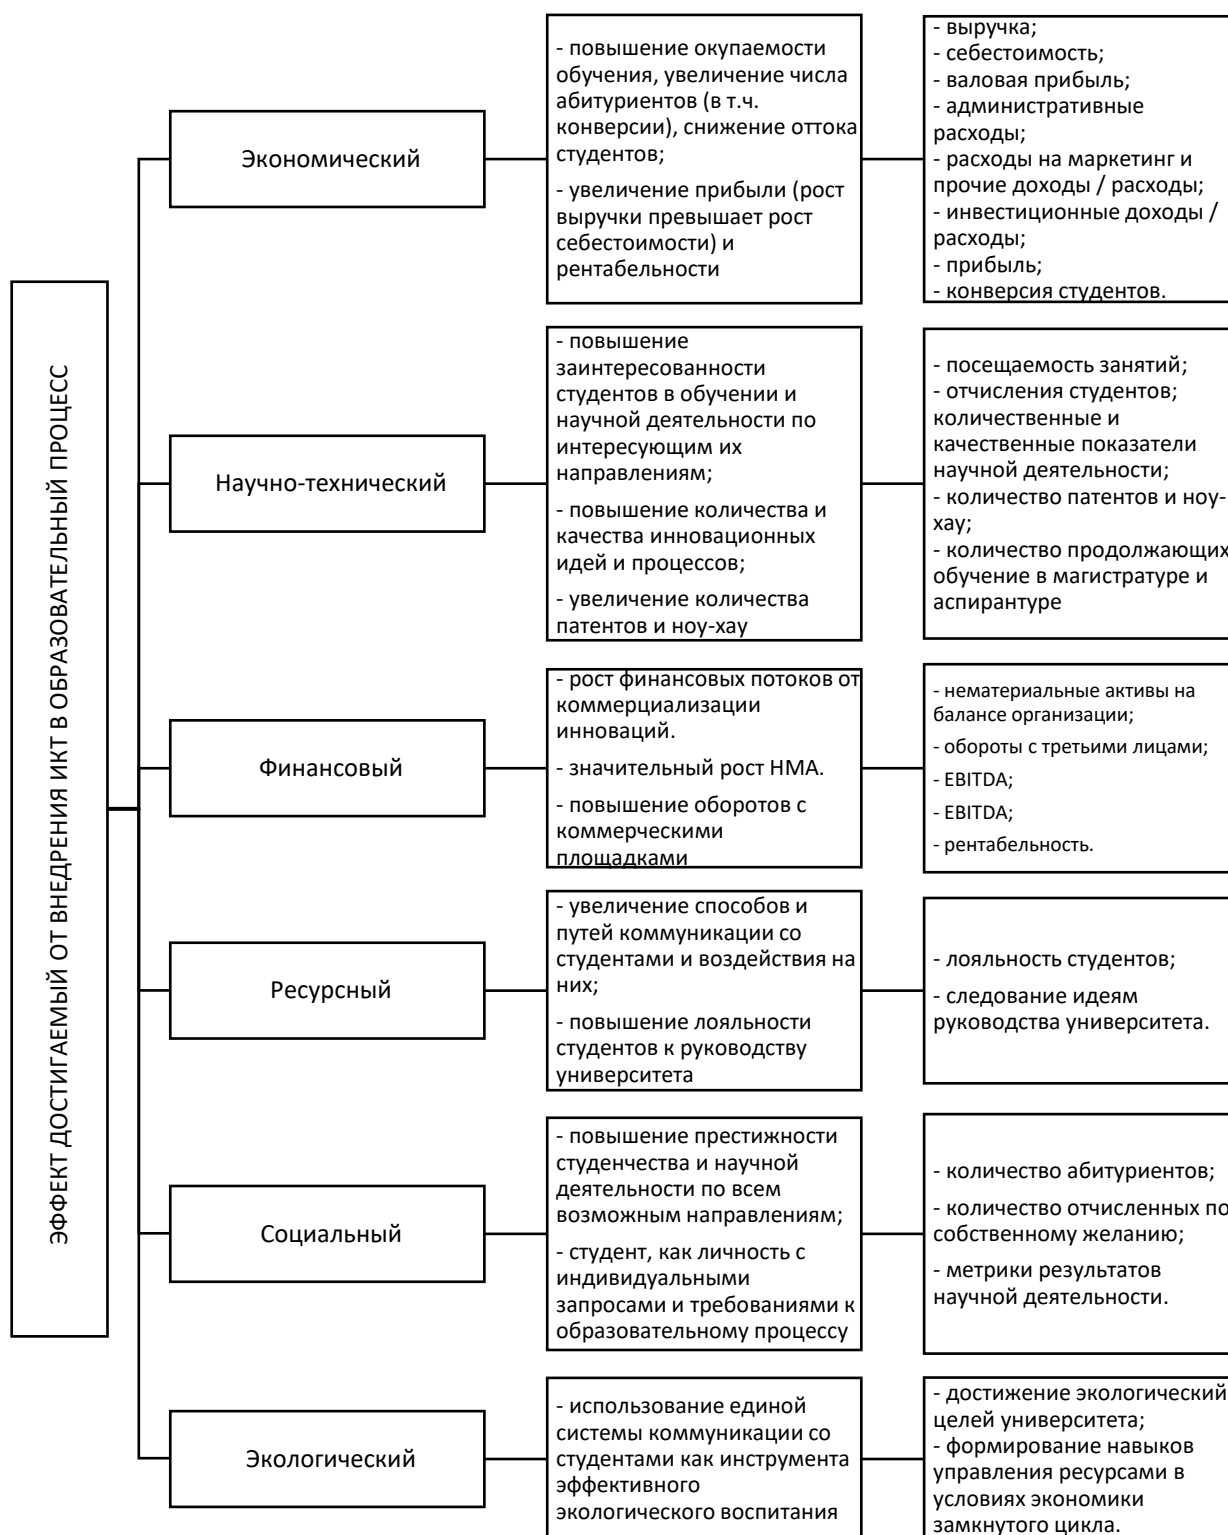 ЭФФЕКТ ДОСТИГАЕМЫЙ ОТ ВНЕДРЕНИЯ ИКТ В ОБРАЗОВАТЕЛЬНЫЙ ПРОЦЕСС
Экономический
- повышение окупаемости
обучения, увеличение числа
абитуриентов (в т.ч.
конверсии), снижение оттока
студентов;
- увеличение прибыли (рост
выручки превышает рост
себестоимости) и
рентабельности
- выручка;
- себестоимость;
- валовая прибыль;
- административные
расходы;
- расходы на маркетинг и
прочие доходы / расходы;
- инвестиционные доходы /
расходы;
- прибыль;
- конверсия студентов.
Научно-технический
- повышение
заинтересованности
студентов в обучении и
научной деятельности по
интересующим их
направлениям;
- повышение количества и
качества инновационных
идей и процессов;
- увеличение количества
патентов и ноу-хау
- посещаемость занятий;
- отчисления студентов;
количественные и
качественные показатели
научной деятельности;
- количество патентов и ноу-
хау;
- количество продолжающих
обучение в магистратуре и
аспирантуре
Финансовый
- рост финансовых потоков от
коммерциализации
инноваций.
- значительный рост НМА.
- повышение оборотов с
коммерческими
площадками
- нематериальные активы на
балансе организации;
- обороты с третьими лицами;
- EBITDA;
- EBITDA;
- рентабельность.
Ресурсный
- увеличение способов и
путей коммуникации со
студентами и воздействия на
них;
- повышение лояльности
студентов к руководству
университета
- лояльность студентов;
- следование идеям
руководства университета.
Социальный
- повышение престижности
студенчества и научной
деятельности по всем
возможным направлениям;
- студент, как личность с
индивидуальными
запросами и требованиями к
образовательному процессу
- количество абитуриентов;
- количество отчисленных по
собственному желанию;
- метрики результатов
научной деятельности.
Экологический
- использование единой
системы коммуникации со
студентами как инструмента
эффективного
экологического воспитания
- достижение экологический
целей университета;
- формирование навыков
управления ресурсами в
условиях экономики
замкнутого цикла.